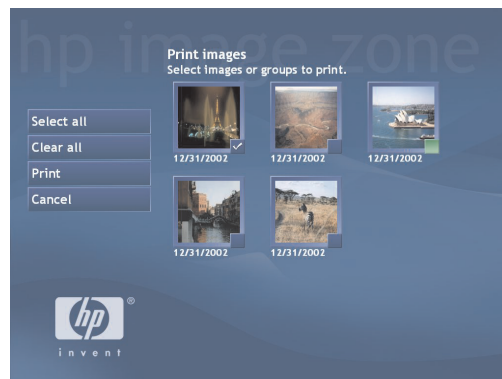 hp image zone
Print images
Select images or groups to print.
Select all
Clear all
Print
Cancel
12/31/2002
12/31/2002
12/31/2002
12/31/2002
12/31/2002
hp ®
invent